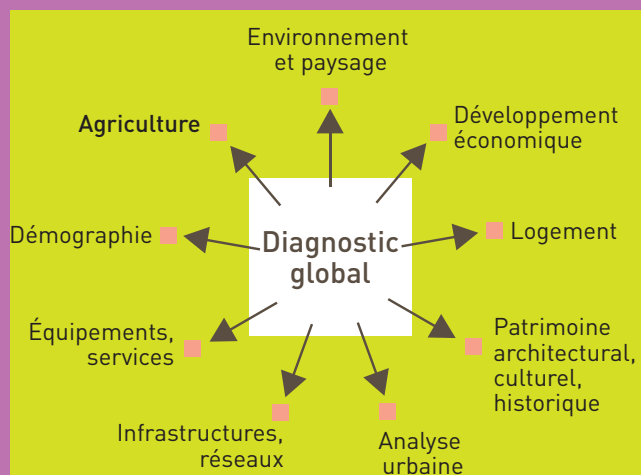 Environnement
et paysage
Agriculture
Développement
économique
Démographie
Diagnostic
global
Logement
Équipements,
services
Patrimoine
architectural,
culturel,
historique
Infrastructures,
réseaux
Analyse
urbaine